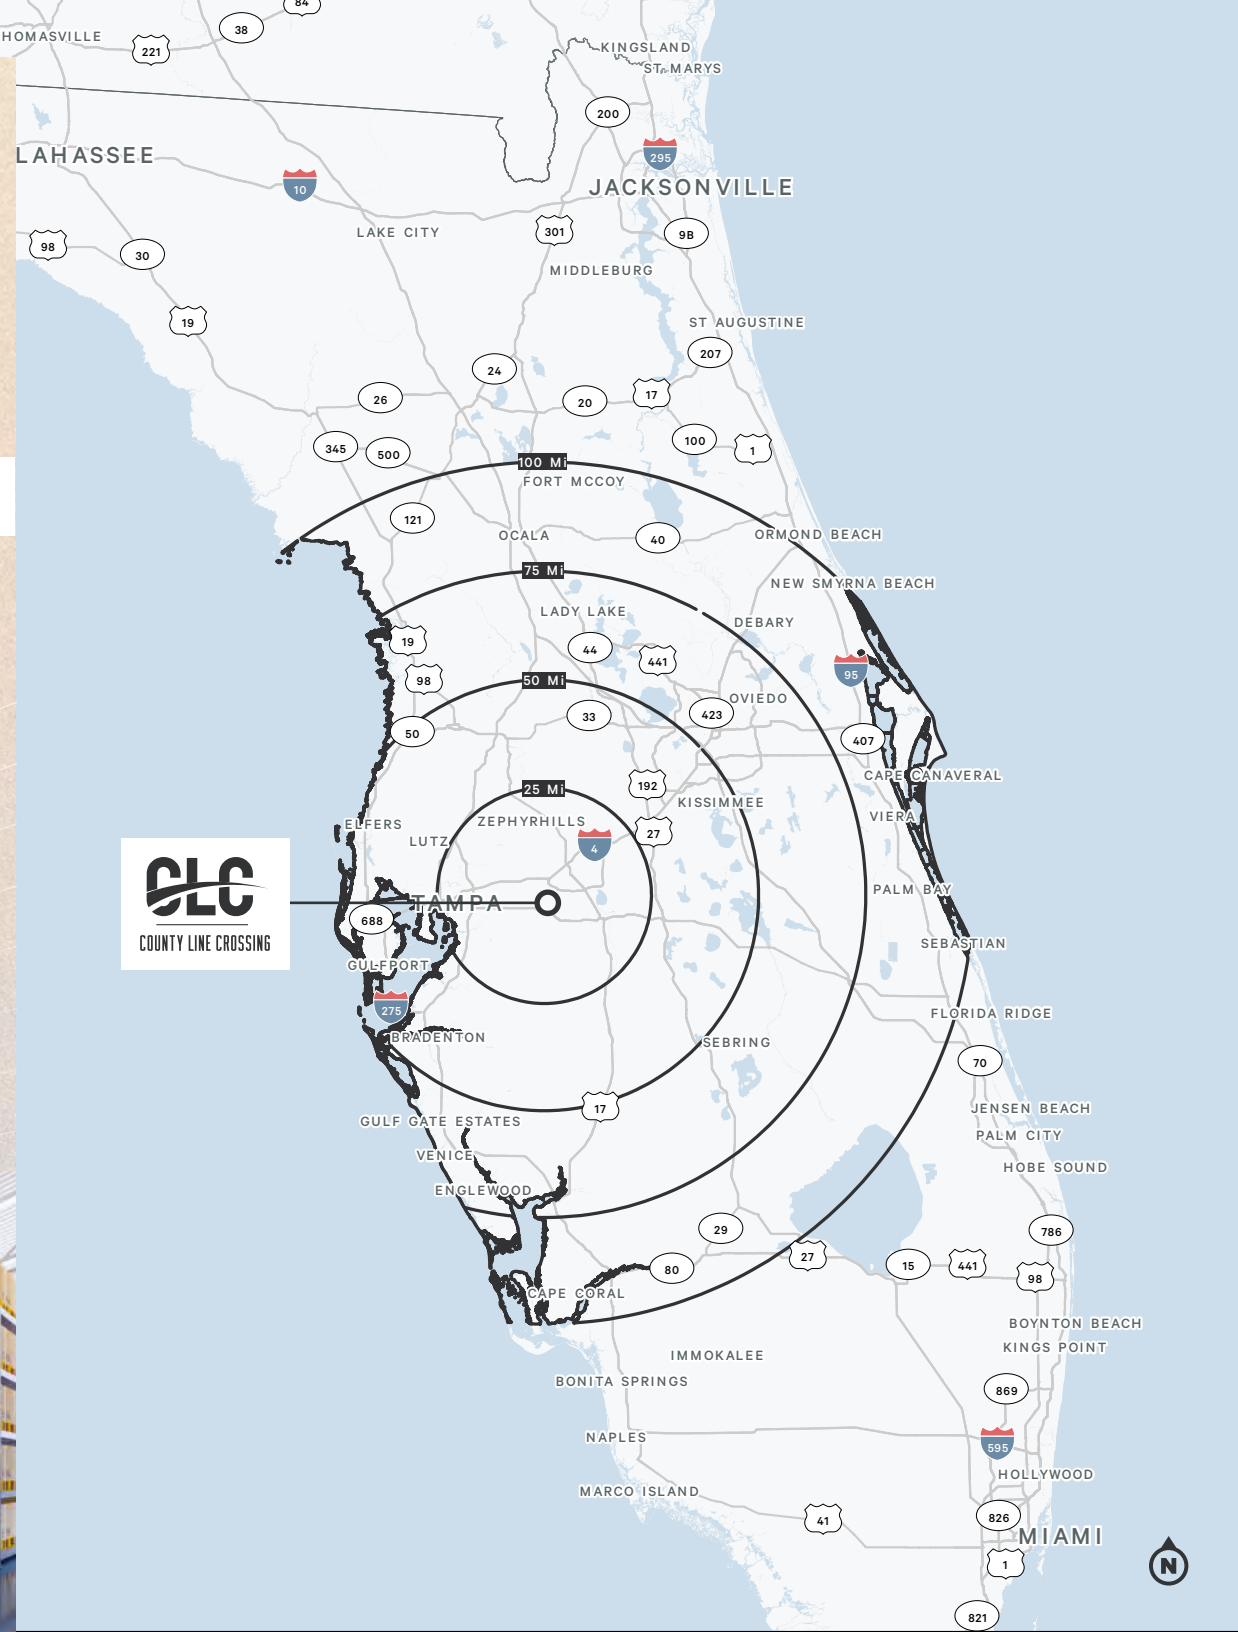 84
38
HOMASVILLE
221
KINGSLAND
ST. MARYS
200
295
LAHASSEE
10
JACKSONVILLE
98
30
LAKE CITY
301
9B
MIDDLEBURG
19
ST AUGUSTINE
207
24
26
20
17
345
500
100
1
100 Mi
FORT MCCOY
121
OCALA
40
ORMOND BEACH
75 Mi
NEW SMYRNA BEACH
LADY LAKE
DEBARY
19
44
441
98
50 Mi
95
OVIEDO
33
423
50
407
CAPE CANAVERAL
25 Mi
192
KISSIMMEE
ELFERS
ZEPHYRHILLS
VIERA
LUTZ
4
27
CLC
COUNTY LINE CROSSING
TAMPA
PALM BAY
688
SEBASTIAN
GULFPORT
275
FLORIDA RIDGE
BRADENTON
SEBRING
70
17
JENSEN BEACH
GULF GATE ESTATES
PALM CITY
VENICE
HOBE SOUND
ENGLEWOOD
29
786
27
15
441
80
98
CAPE CORAL
BOYNTON BEACH
KINGS POINT
IMMOKALEE
BONITA SPRINGS
869
NAPLES
595
HOLLYWOOD
MARCO ISLAND
41
826
MIAMI
1
N
821